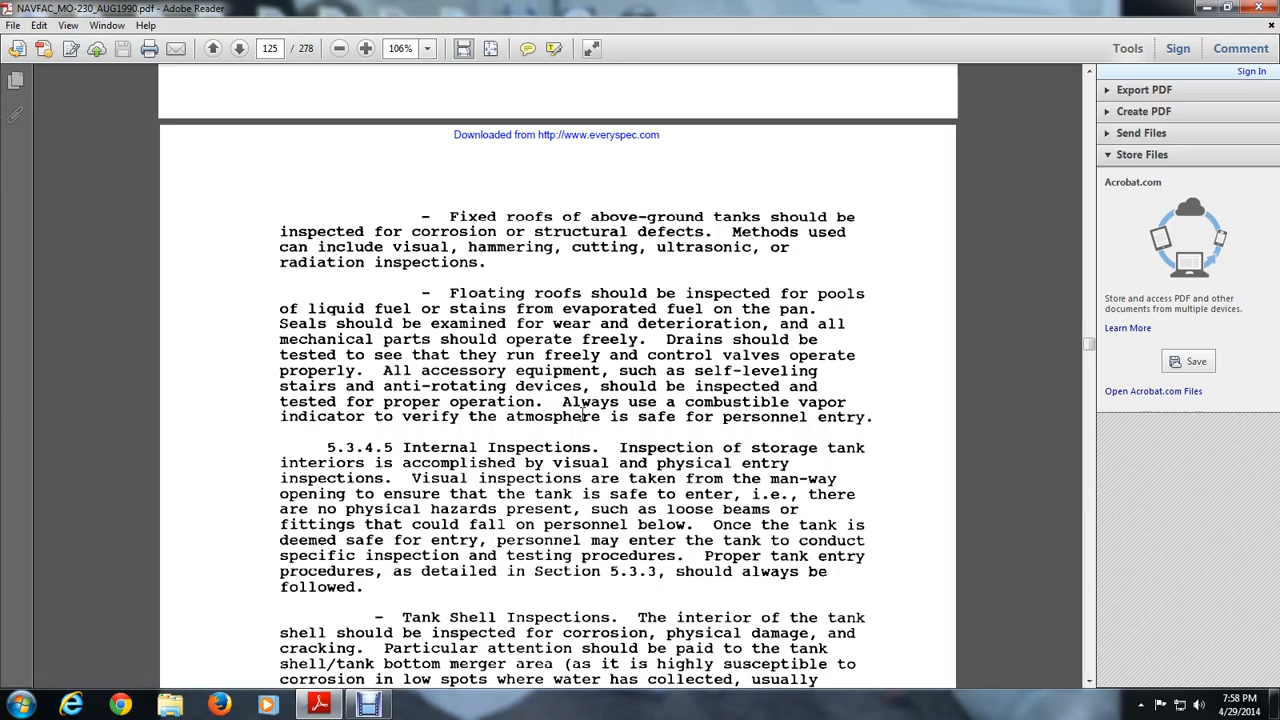 NAVFAC_MO-230_AUG1990.pdf - Adobe Reader
File Edit View Window Help
125 / 278 106% Tools Sign Comment
Sign In
Export PDF
Create PDF
Send Files
Store Files
Acrobat.com
Store and access PDF and other
documents from multiple devices.
Learn More
Save
Open Acrobat.com Files
Downloaded from http://www.everyspec.com
- Fixed roofs of above-ground tanks should be
inspected for corrosion or structural defects. Methods used
can include visual, hammering, cutting, ultrasonic, or
radiation inspections.
- Floating roofs should be inspected for pools
of liquid fuel or stains from evaporated fuel on the pan.
Seals should be examined for wear and deterioration, and all
mechanical parts should operate freely. Drains should be
tested to see that they run freely and control valves operate
properly. All accessory equipment, such as self-leveling
stairs and anti-rotating devices, should be inspected and
tested for proper operation. Always use a combustible vapor
indicator to verify the atmosphere is safe for personnel entry.
5.3.4.5 Internal Inspections. Inspection of storage tank
interiors is accomplished by visual and physical entry
inspections. Visual inspections are taken from the man-way
opening to ensure that the tank is safe to enter, i.e., there
are no physical hazards present, such as loose beams or
fittings that could fall on personnel below. Once the tank is
deemed safe for entry, personnel may enter the tank to conduct
specific inspection and testing procedures. Proper tank entry
procedures, as detailed in Section 5.3.3, should always be
followed.
- Tank Shell Inspections. The interior of the tank
shell should be inspected for corrosion, physical damage, and
cracking. Particular attention should be paid to the tank
shell/tank bottom merger area (as it is highly susceptible to
corrosion in low spots where water has collected, usually
7:58 PM
4/29/2014